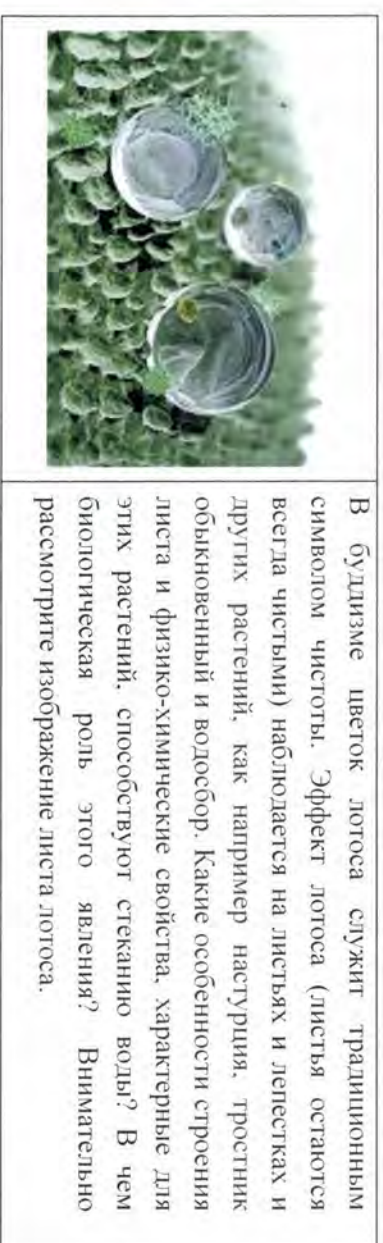 В буддизме цветок лотоса служит традиционным
символом чистоты. Эффект лотоса (листья остаются
всегда чистыми) наблюдается на листьях и лепестках и
других растений, как например настурция, тростник
обыкновенный и водосбор. Какие особенности строения
листа и физико-химические свойства, характерные для
этих растений, способствуют стеканию воды? В чем
биологическая роль этого явления? Внимательно
рассмотрите изображение листа лотоса.